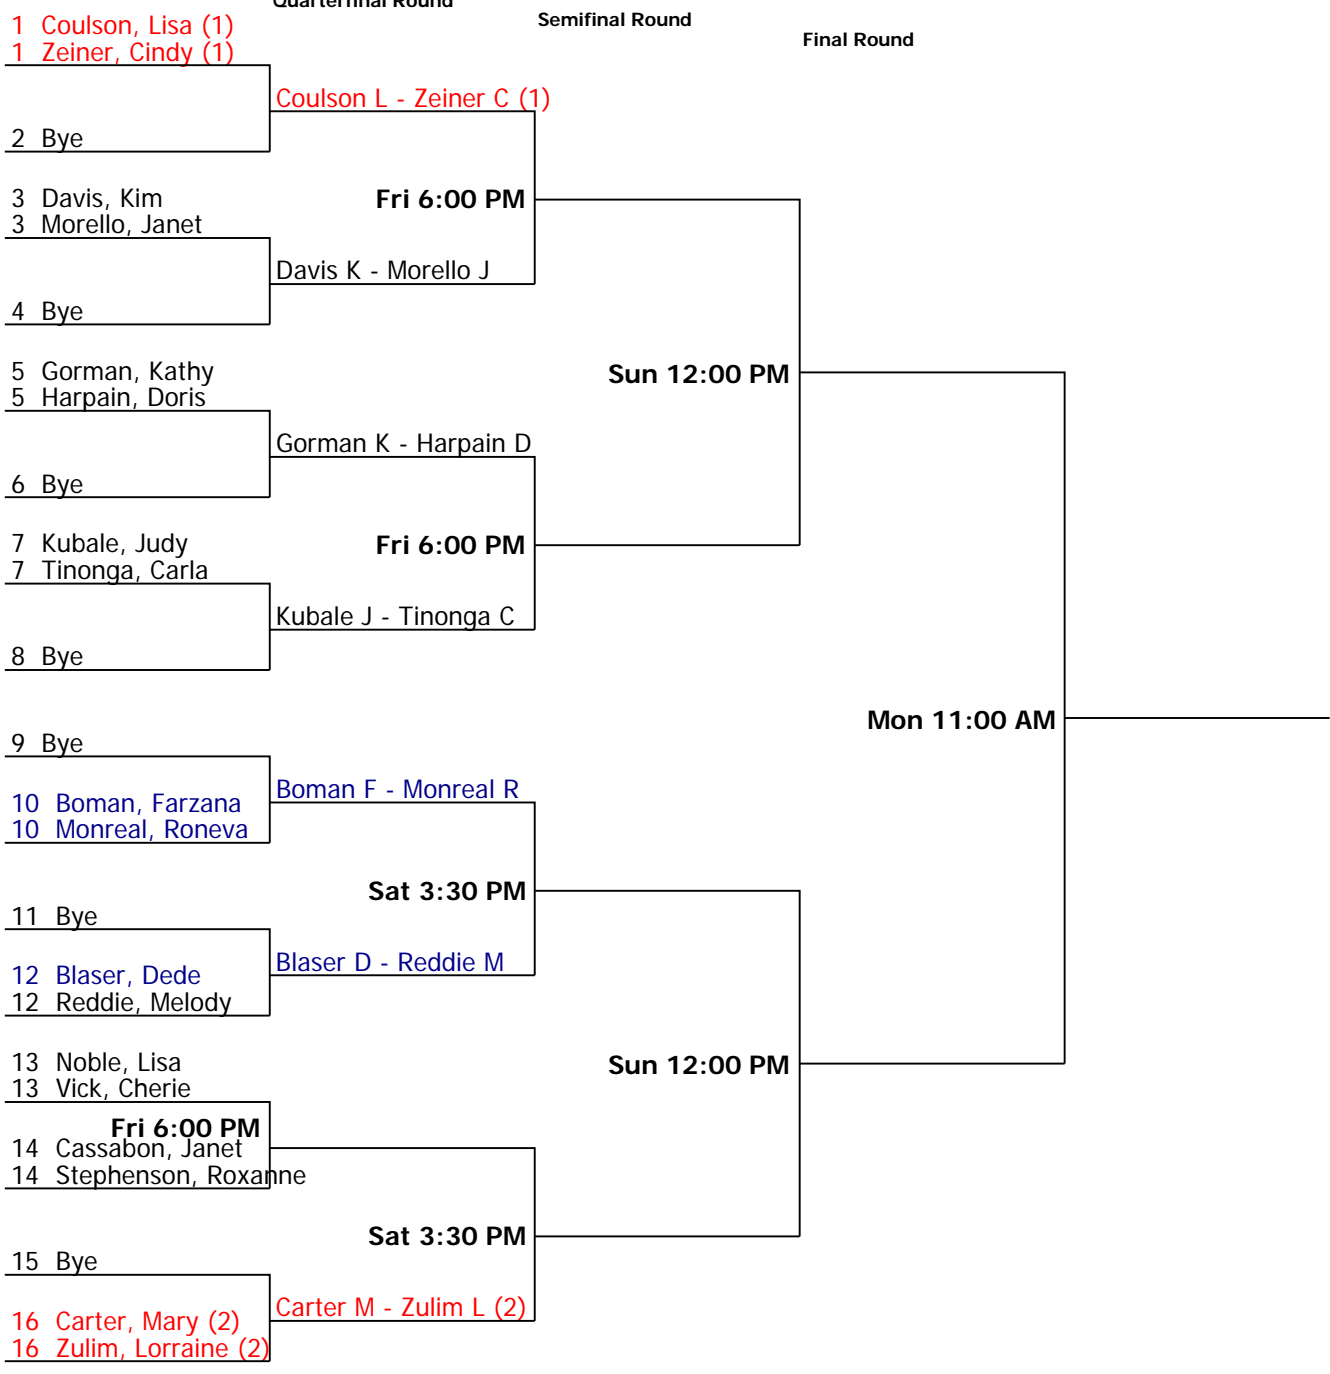 Quarterfinal Round
Semifinal Round
Final Round
1 Coulson, Lisa (1)
1 Zeiner, Cindy (1)
Coulson L - Zeiner C (1)
2 Bye
3 Davis, Kim
Fri 6:00 PM
3 Morello, Janet
Davis K - Morello J
4 Bye
5 Gorman, Kathy
Sun 12:00 PM
5 Harpain, Doris
Gorman K - Harpain D
6 Bye
7 Kubale, Judy
Fri 6:00 PM
7 Tinonga, Carla
Kubale J - Tinonga C
8 Bye
Mon 11:00 AM
9 Bye
Boman F - Monreal R
10 Boman, Farzana
10 Monreal, Roneva
Sat 3:30 PM
11 Bye
Blaser D - Reddie M
12 Blaser, Dede
12 Reddie, Melody
13 Noble, Lisa
Sun 12:00 PM
13 Vick, Cherie
Fri 6:00 PM
14 Cassabon, Janet
14 Stephenson, Roxanne
Sat 3:30 PM
15 Bye
Carter M - Zulim L (2)
16 Carter, Mary (2)
16 Zulim, Lorraine (2)